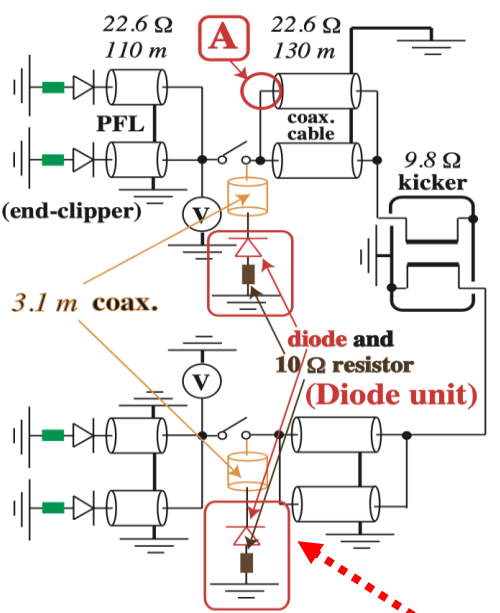 22.6 Ω
110 m
A
22.6 Ω
130 m
PFL
coax.
cable
9.8 Ω
kicker
(end-clipper)
V
3.1 m coax.
diode and
10 Ω resistor
(Diode unit)
V